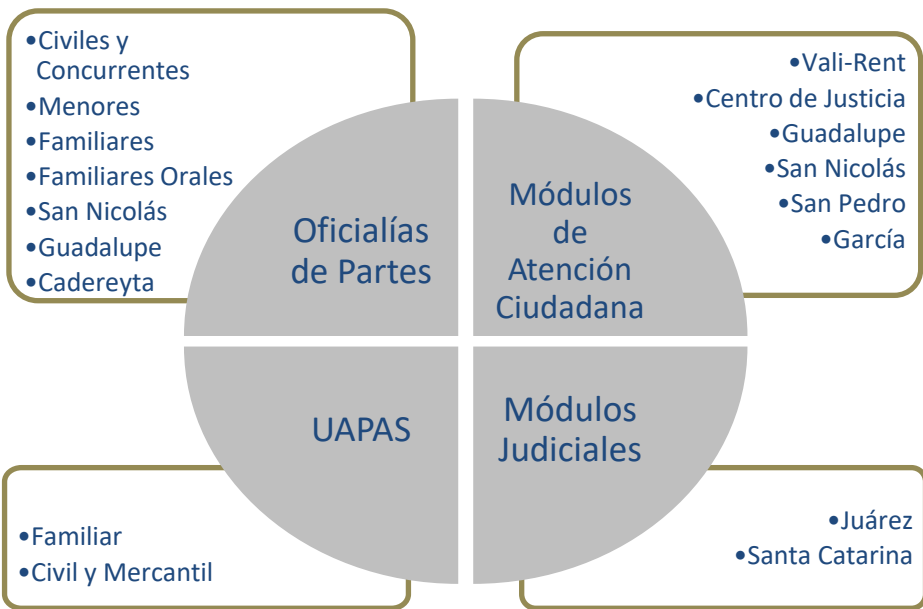 •Civiles y
Concurrentes
•Menores
•Familiares
•Familiares Orales
•San Nicolás
•Guadalupe
•Cadereyta
Oficialías
de Partes
•Vali-Rent
•Centro de Justicia
•Guadalupe
•San Nicolás
•San Pedro
•García
Módulos
de
Atención
Ciudadana
UAPAS
•Familiar
•Civil y Mercantil
Módulos
Judiciales
•Juárez
•Santa Catarina